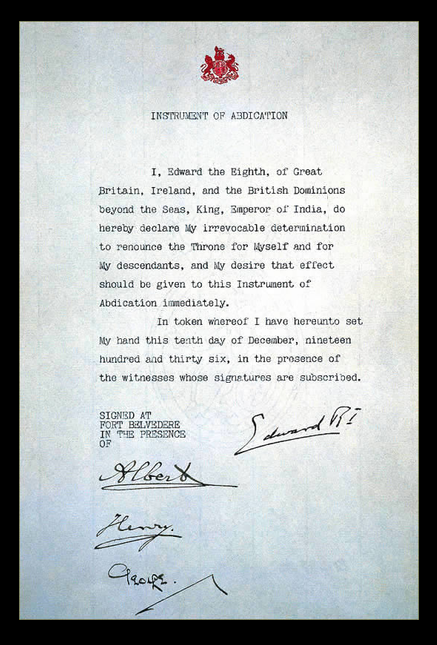 INSTRUMENT OF ABDICATION
I, Edward the Eighth, of Great
Britain, Ireland, and the British Dominions
beyond the Seas, King, Emperor of India, do
hereby declare My irrevocable determination
to renounce the Throne for Myself and for
My descendants, and My desire that effect
should be given to this Instrument of
Abdication immediately.
In token whereof I have hereunto set
My hand this tenth day of December, nineteen
hundred and thirty six, in the presence of
the witnesses whose signatures are subscribed.
SIGNED AT
FORT BELVEDERE
IN THE PRESENCE
OF
Edward RI
Albert
Henry.
George.